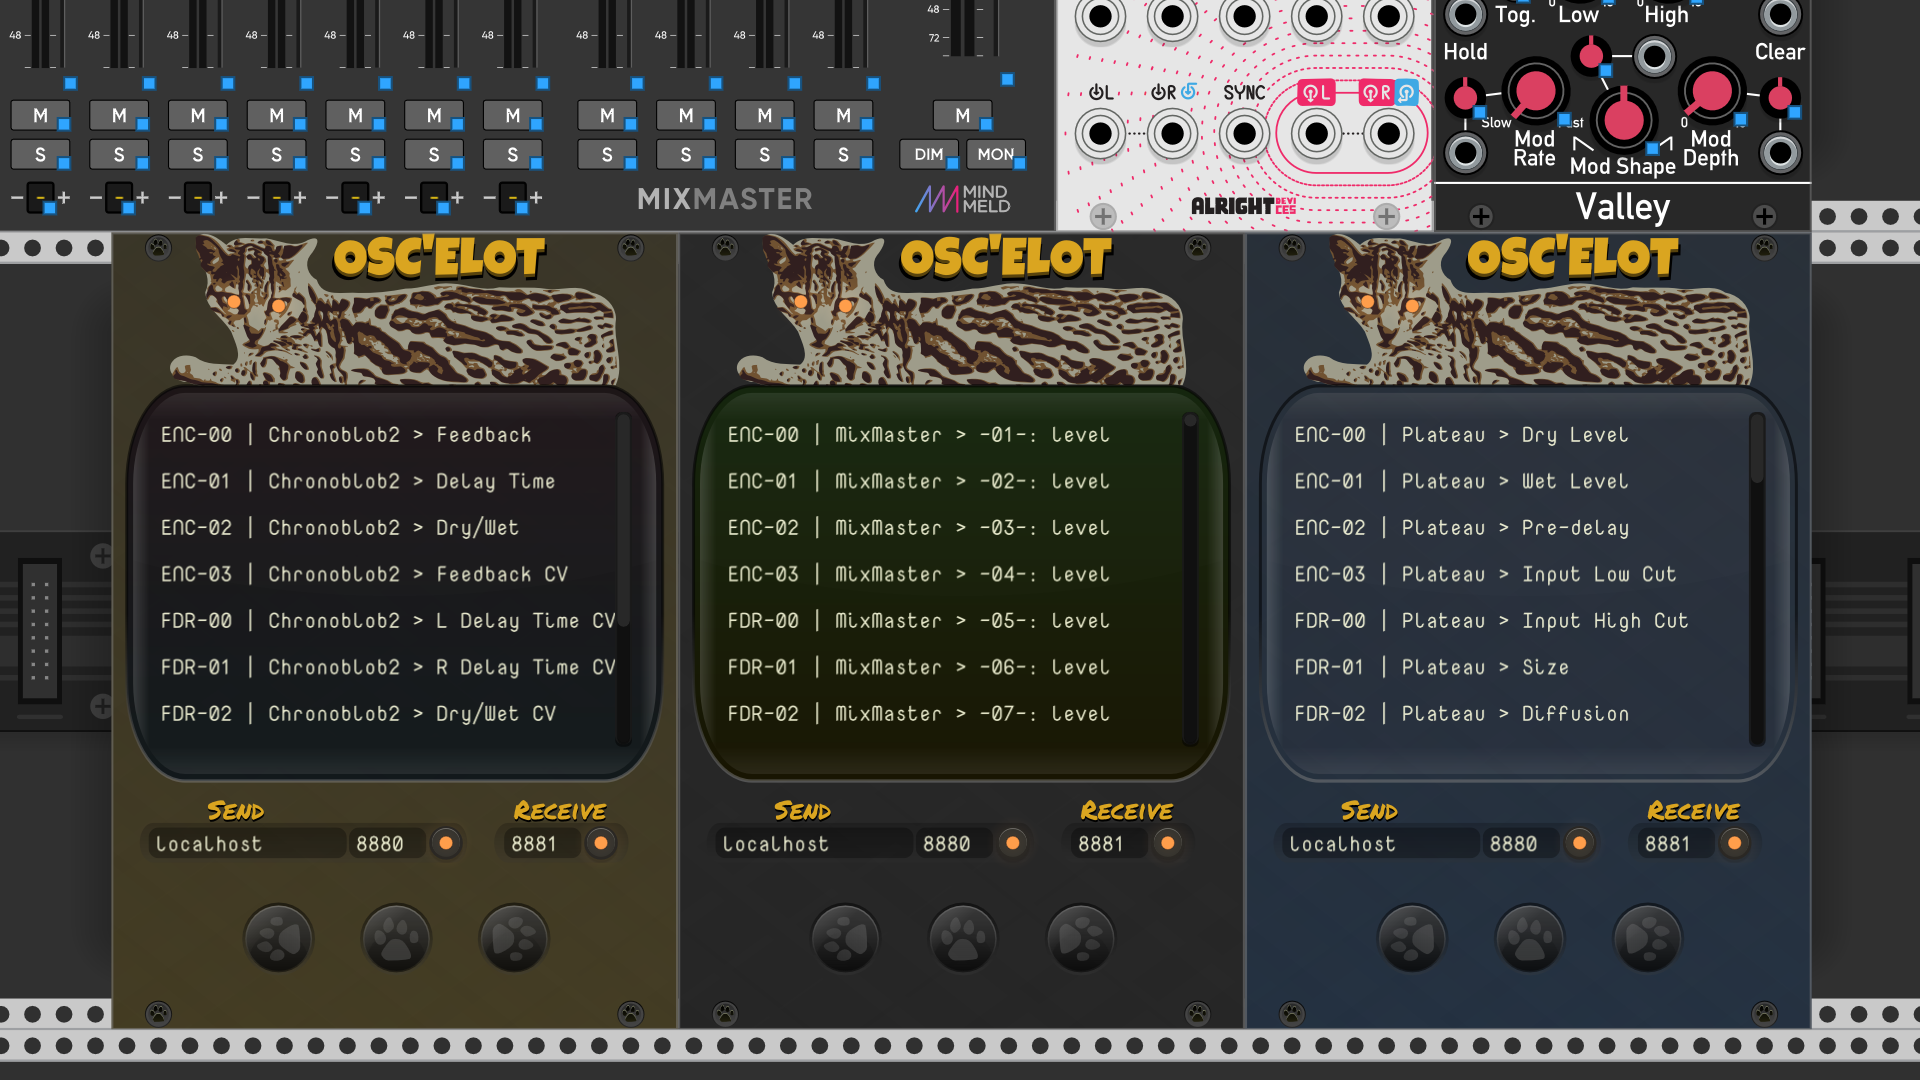 48 48 48 48 48 48 48 48 48 48 48 48
72
Tog. 0 Low 0 High
Hold Clear
L R SYNC L R
M M M M M M M M M M M M
S S S S S S S S S S S DIM MON
Slow Fast 0
Mod Rate Mod Shape Mod Depth
- + - + - + - + - + - + - +
MIXMASTER
MIND MELD
ALRIGHT DEVICES
Valley
OSC'ELOT
ENC-00 | Chronoblob2 > Feedback
ENC-01 | Chronoblob2 > Delay Time
ENC-02 | Chronoblob2 > Dry/Wet
ENC-03 | Chronoblob2 > Feedback CV
FDR-00 | Chronoblob2 > L Delay Time CV
FDR-01 | Chronoblob2 > R Delay Time CV
FDR-02 | Chronoblob2 > Dry/Wet CV
SEND RECEIVE
localhost 8880 8881
OSC'ELOT
ENC-00 | MixMaster > -01-: level
ENC-01 | MixMaster > -02-: level
ENC-02 | MixMaster > -03-: level
ENC-03 | MixMaster > -04-: level
FDR-00 | MixMaster > -05-: level
FDR-01 | MixMaster > -06-: level
FDR-02 | MixMaster > -07-: level
SEND RECEIVE
localhost 8880 8881
OSC'ELOT
ENC-00 | Plateau > Dry Level
ENC-01 | Plateau > Wet Level
ENC-02 | Plateau > Pre-delay
ENC-03 | Plateau > Input Low Cut
FDR-00 | Plateau > Input High Cut
FDR-01 | Plateau > Size
FDR-02 | Plateau > Diffusion
SEND RECEIVE
localhost 8880 8881